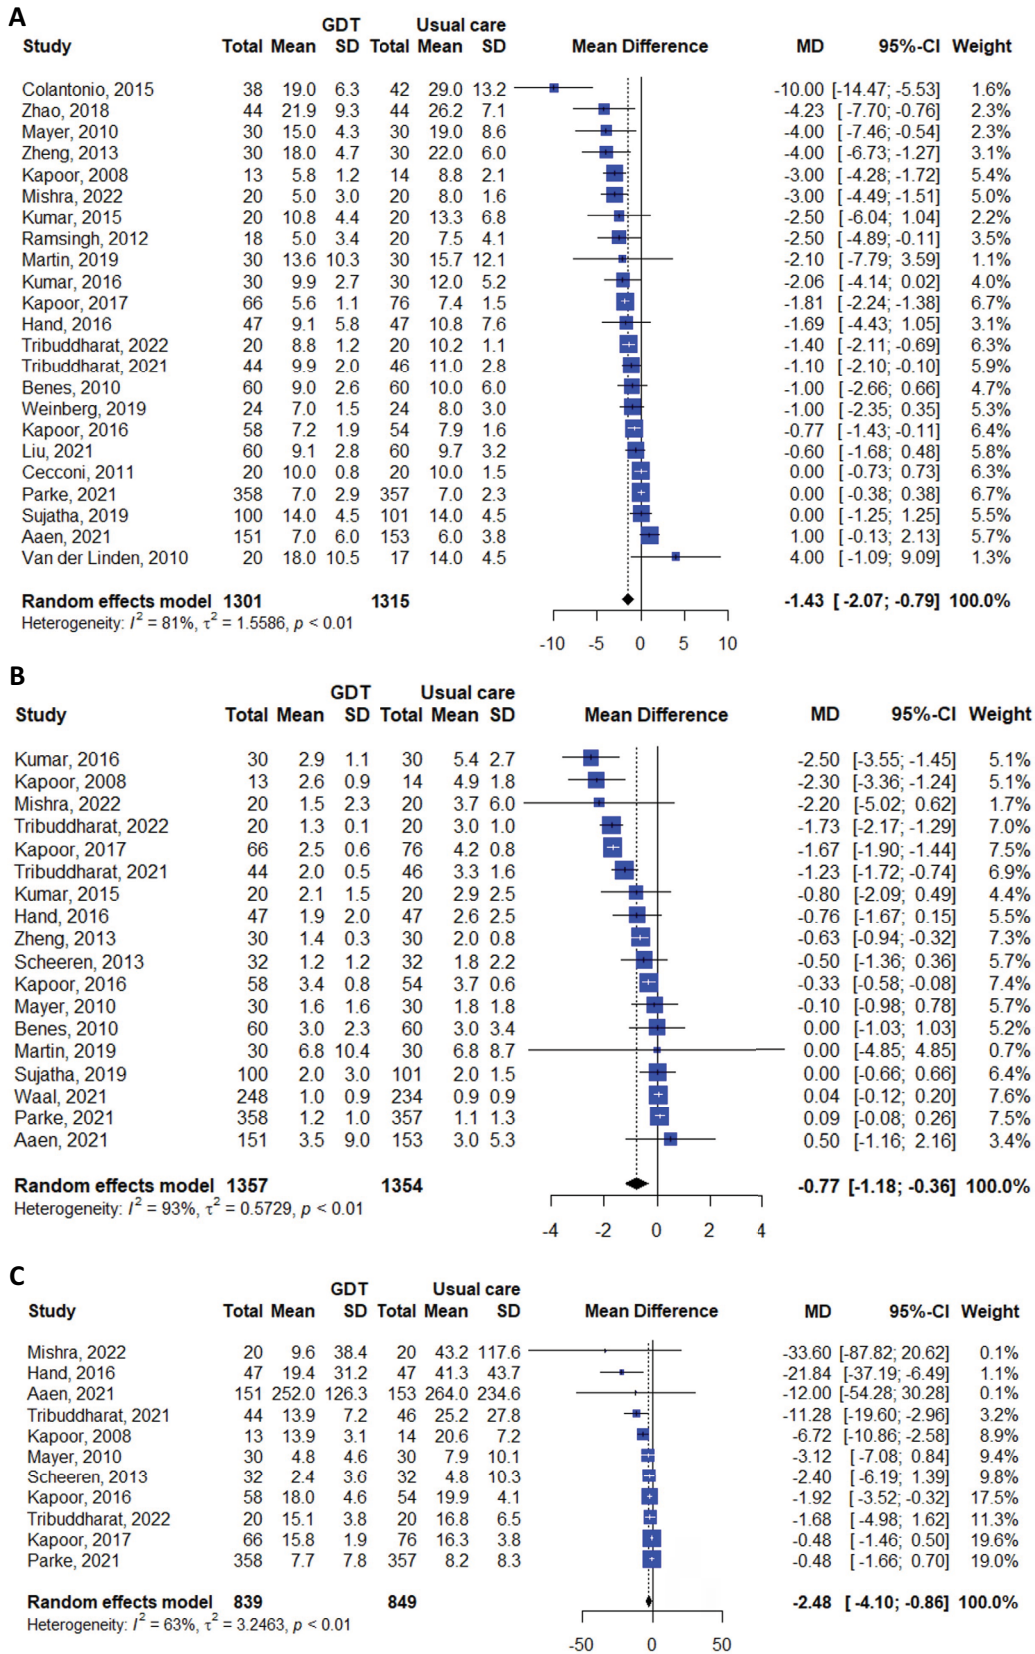 A
GDT Usual care
Study Total Mean SD Total Mean SD Mean Difference MD 95%-CI Weight
Colantonio, 2015 38 19.0 6.3 42 29.0 13.2 -10.00 [-14.47; -5.53] 1.6%
Zhao, 2018 44 21.9 9.3 44 26.2 7.1 -4.23 [ -7.70; -0.76] 2.3%
Mayer, 2010 30 15.0 4.3 30 19.0 8.6 -4.00 [ -7.46; -0.54] 2.3%
Zheng, 2013 30 18.0 4.7 30 22.0 6.0 -4.00 [ -6.73; -1.27] 3.1%
Kapoor, 2008 13 5.8 1.2 14 8.8 2.1 -3.00 [ -4.28; -1.72] 5.4%
Mishra, 2022 20 5.0 3.0 20 8.0 1.6 -3.00 [ -4.49; -1.51] 5.0%
Kumar, 2015 20 10.8 4.4 20 13.3 6.8 -2.50 [ -6.04; 1.04] 2.2%
Ramsingh, 2012 18 5.0 3.4 20 7.5 4.1 -2.50 [ -4.89; -0.11] 3.5%
Martin, 2019 30 13.6 10.3 30 15.7 12.1 -2.10 [ -7.79; 3.59] 1.1%
Kumar, 2016 30 9.9 2.7 30 12.0 5.2 -2.06 [ -4.14; 0.02] 4.0%
Kapoor, 2017 66 5.6 1.1 76 7.4 1.5 -1.81 [ -2.24; -1.38] 6.7%
Hand, 2016 47 9.1 5.8 47 10.8 7.6 -1.69 [ -4.43; 1.05] 3.1%
Tribuddharat, 2022 20 8.8 1.2 20 10.2 1.1 -1.40 [ -2.11; -0.69] 6.3%
Tribuddharat, 2021 44 9.9 2.0 46 11.0 2.8 -1.10 [ -2.10; -0.10] 5.9%
Benes, 2010 60 9.0 2.6 60 10.0 6.0 -1.00 [ -2.66; 0.66] 4.7%
Weinberg, 2019 24 7.0 1.5 24 8.0 3.0 -1.00 [ -2.35; 0.35] 5.3%
Kapoor, 2016 58 7.2 1.9 54 7.9 1.6 -0.77 [ -1.43; -0.11] 6.4%
Liu, 2021 60 9.1 2.8 60 9.7 3.2 -0.60 [ -1.68; 0.48] 5.8%
Cecconi, 2011 20 10.0 0.8 20 10.0 1.5 0.00 [ -0.73; 0.73] 6.3%
Parke, 2021 358 7.0 2.9 357 7.0 2.3 0.00 [ -0.38; 0.38] 6.7%
Sujatha, 2019 100 14.0 4.5 101 14.0 4.5 0.00 [ -1.25; 1.25] 5.5%
Aaen, 2021 151 7.0 6.0 153 6.0 3.8 1.00 [ -0.13; 2.13] 5.7%
Van der Linden, 2010 20 18.0 10.5 17 14.0 4.5 4.00 [ -1.09; 9.09] 1.3%
Random effects model 1301 1315 -1.43 [ -2.07; -0.79] 100.0%
Heterogeneity: I² = 81%, τ² = 1.5586, p < 0.01
-10 -5 0 5 10
B
GDT Usual care
Study Total Mean SD Total Mean SD Mean Difference MD 95%-CI Weight
Kumar, 2016 30 2.9 1.1 30 5.4 2.7 -2.50 [-3.55; -1.45] 5.1%
Kapoor, 2008 13 2.6 0.9 14 4.9 1.8 -2.30 [-3.36; -1.24] 5.1%
Mishra, 2022 20 1.5 2.3 20 3.7 6.0 -2.20 [-5.02; 0.62] 1.7%
Tribuddharat, 2022 20 1.3 0.1 20 3.0 1.0 -1.73 [-2.17; -1.29] 7.0%
Kapoor, 2017 66 2.5 0.6 76 4.2 0.8 -1.67 [-1.90; -1.44] 7.5%
Tribuddharat, 2021 44 2.0 0.5 46 3.3 1.6 -1.23 [-1.72; -0.74] 6.9%
Kumar, 2015 20 2.1 1.5 20 2.9 2.5 -0.80 [-2.09; 0.49] 4.4%
Hand, 2016 47 1.9 2.0 47 2.6 2.5 -0.76 [-1.67; 0.15] 5.5%
Zheng, 2013 30 1.4 0.3 30 2.0 0.8 -0.63 [-0.94; -0.32] 7.3%
Scheeren, 2013 32 1.2 1.2 32 1.8 2.2 -0.50 [-1.36; 0.36] 5.7%
Kapoor, 2016 58 3.4 0.8 54 3.7 0.6 -0.33 [-0.58; -0.08] 7.4%
Mayer, 2010 30 1.6 1.6 30 1.8 1.8 -0.10 [-0.98; 0.78] 5.7%
Benes, 2010 60 3.0 2.3 60 3.0 3.4 0.00 [-1.03; 1.03] 5.2%
Martin, 2019 30 6.8 10.4 30 6.8 8.7 0.00 [-4.85; 4.85] 0.7%
Sujatha, 2019 100 2.0 3.0 101 2.0 1.5 0.00 [-0.66; 0.66] 6.4%
Waal, 2021 248 1.0 0.9 234 0.9 0.9 0.04 [-0.12; 0.20] 7.6%
Parke, 2021 358 1.2 1.0 357 1.1 1.3 0.09 [-0.08; 0.26] 7.5%
Aaen, 2021 151 3.5 9.0 153 3.0 5.3 0.50 [-1.16; 2.16] 3.4%
Random effects model 1357 1354 -0.77 [-1.18; -0.36] 100.0%
Heterogeneity: I² = 93%, τ² = 0.5729, p < 0.01
-4 -2 0 2 4
C
GDT Usual care
Study Total Mean SD Total Mean SD Mean Difference MD 95%-CI Weight
Mishra, 2022 20 9.6 38.4 20 43.2 117.6 -33.60 [-87.82; 20.62] 0.1%
Hand, 2016 47 19.4 31.2 47 41.3 43.7 -21.84 [-37.19; -6.49] 1.1%
Aaen, 2021 151 252.0 126.3 153 264.0 234.6 -12.00 [-54.28; 30.28] 0.1%
Tribuddharat, 2021 44 13.9 7.2 46 25.2 27.8 -11.28 [-19.60; -2.96] 3.2%
Kapoor, 2008 13 13.9 3.1 14 20.6 7.2 -6.72 [-10.86; -2.58] 8.9%
Mayer, 2010 30 4.8 4.6 30 7.9 10.1 -3.12 [ -7.08; 0.84] 9.4%
Scheeren, 2013 32 2.4 3.6 32 4.8 10.3 -2.40 [ -6.19; 1.39] 9.8%
Kapoor, 2016 58 18.0 4.6 54 19.9 4.1 -1.92 [ -3.52; -0.32] 17.5%
Tribuddharat, 2022 20 15.1 3.8 20 16.8 6.5 -1.68 [ -4.98; 1.62] 11.3%
Kapoor, 2017 66 15.8 1.9 76 16.3 3.8 -0.48 [ -1.46; 0.50] 19.6%
Parke, 2021 358 7.7 7.8 357 8.2 8.3 -0.48 [ -1.66; 0.70] 19.0%
Random effects model 839 849 -2.48 [ -4.10; -0.86] 100.0%
Heterogeneity: I² = 63%, τ² = 3.2463, p < 0.01
-50 0 50